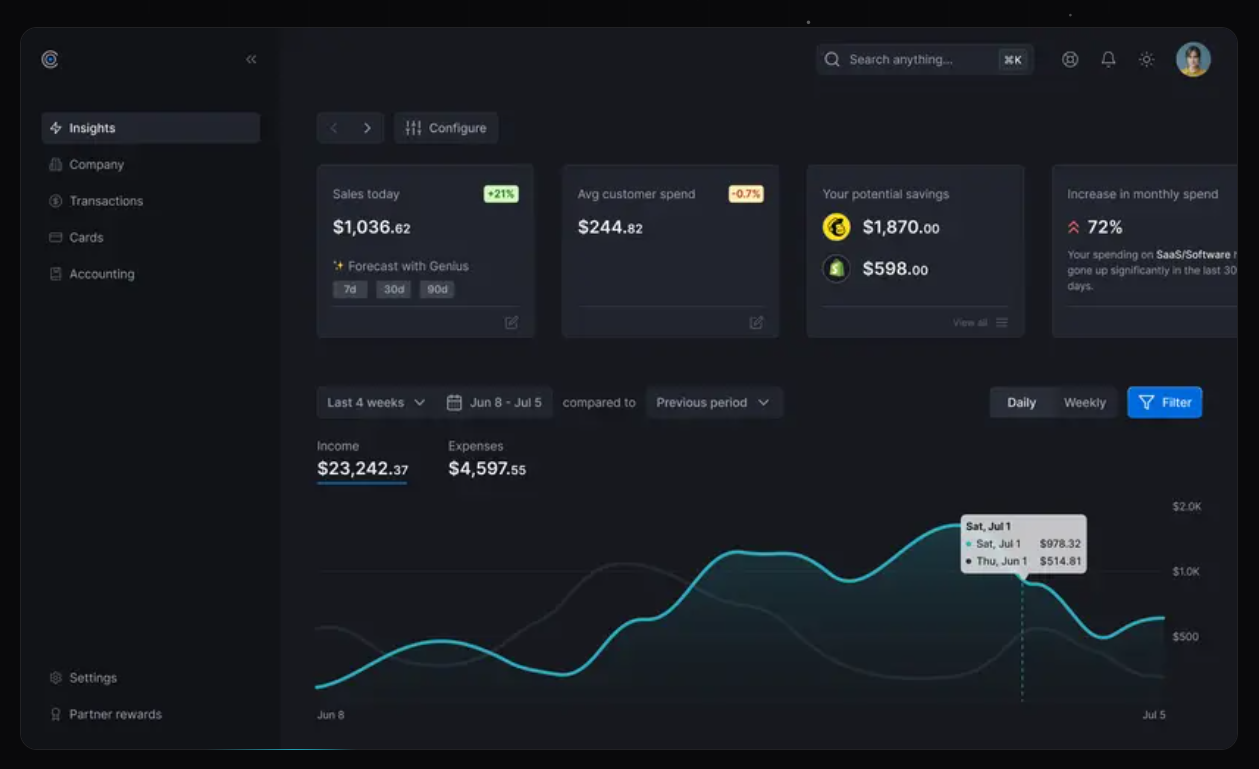 Search anything... ⌘K
Insights
Company
Transactions
Cards
Accounting
Settings
Partner rewards
Configure
Sales today +21%
$1,036.62
Forecast with Genius
7d 30d 90d
Avg customer spend -0.7%
$244.82
Your potential savings
$1,870.00
$598.00
View all
Increase in monthly spend
72%
Your spending on SaaS/Software
gone up significantly in the last 30
days.
Last 4 weeks Jun 8 - Jul 5 compared to Previous period Daily Weekly Filter
Income Expenses
$23,242.37 $4,597.55
$2.0K
Sat, Jul 1
Sat, Jul 1 $978.32
Thu, Jun 1 $514.81
$1.0K
$500
Jun 8 Jul 5